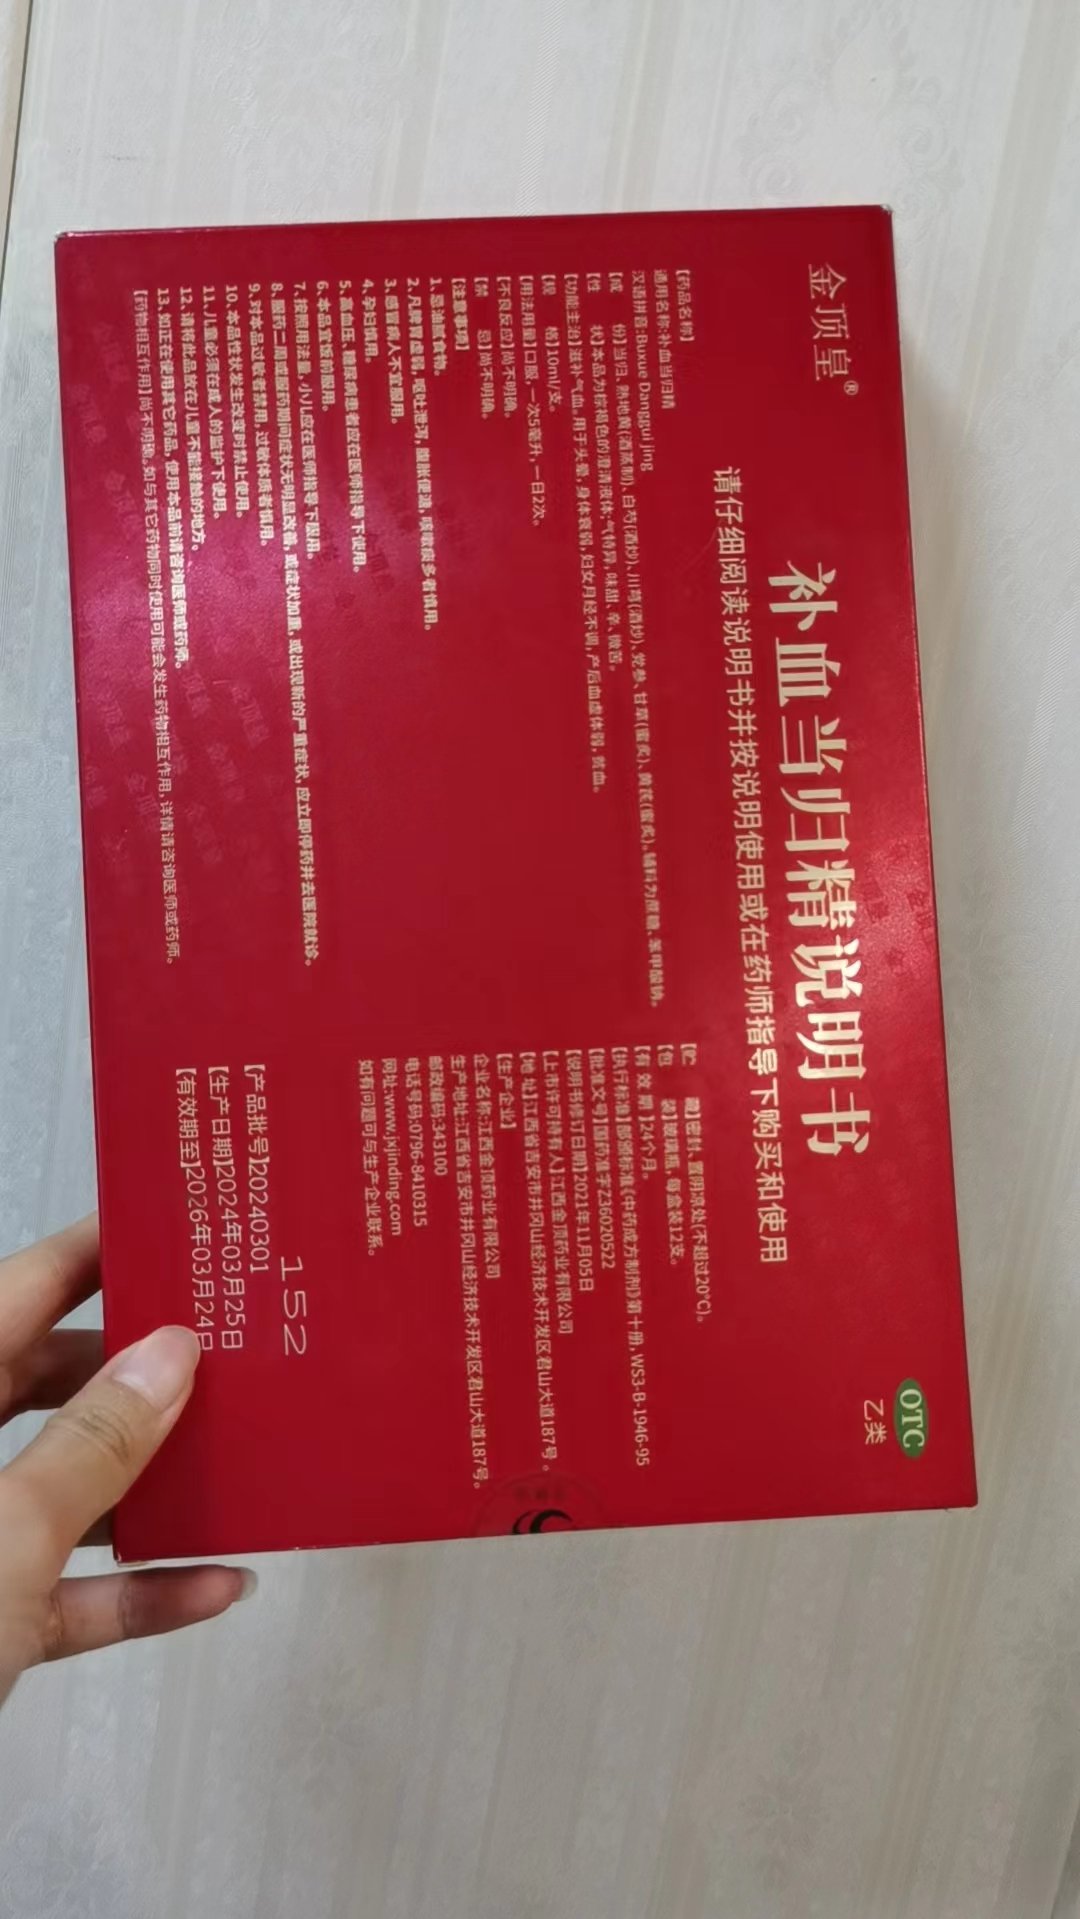 金顶皇®
补血当归精说明书
OTC
乙类
请仔细阅读说明书并按说明使用或在药师指导下购买和使用
【药品名称】
通用名称:补血当归精
汉语拼音:Buxue Danggui jing
【成 份】当归、熟地黄(酒蒸制)、白芍(酒炒)、川芎(酒炒)、党参、甘草(蜜炙)、黄芪(蜜炙)。辅料为蔗糖、苯甲酸钠。
【性 状】本品为棕褐色的澄清液体;气特异,味甜、辛、微苦。
【功能主治】滋补气血。用于头晕,身体衰弱,妇女月经不调,产后血虚体弱,贫血。
【规 格】10ml/支。
【用法用量】口服,一次5毫升,一日2次。
【不良反应】尚不明确。
【禁 忌】尚不明确。
【注意事项】
1.忌油腻食物。
2.凡脾胃虚弱,呕吐泄泻,腹胀便溏,咳嗽痰多者慎用。
3.感冒病人不宜服用。
4.孕妇慎用。
5.高血压、糖尿病患者应在医师指导下使用。
6.本品宜饭前服用。
7.按照用法用量,小儿应在医师指导下服用。
8.服药二周或服药期间症状无明显改善,或症状加重,或出现新的严重症状,应立即停药并去医院就诊。
9.对本品过敏者禁用,过敏体质者慎用。
10.本品性状发生改变时禁止使用。
11.儿童必须在成人的监护下使用。
12.请将此品放在儿童不能接触的地方。
13.如正在使用其它药品,使用本品前请咨询医师或药师。
【药物相互作用】尚不明确。如与其它药物同时使用可能会发生药物相互作用,详情请咨询医师或药师。
【贮 藏】密封、置阴凉处(不超过20℃)。
【包 装】玻璃瓶,每盒装12支。
【有 效 期】24个月。
【执行标准】部颁标准《中药成方制剂》第十册,WS3-B-1946-95
【批准文号】国药准字Z36020522
【说明书修订日期】2021年11月05日
【上市许可持有人】江西金顶药业有限公司
【地 址】江西省吉安市井冈山经济技术开发区君山大道187号。
【生产企业】
企业名称:江西金顶药业有限公司
生产地址:江西省吉安市井冈山经济技术开发区君山大道187号。
邮政编码:343100
电话号码:0796-8410315
网址:www.jxjinding.com
如有问题可与生产企业联系。
152
【产品批号】20240301
【生产日期】2024年03月25日
【有效期至】2026年03月24日